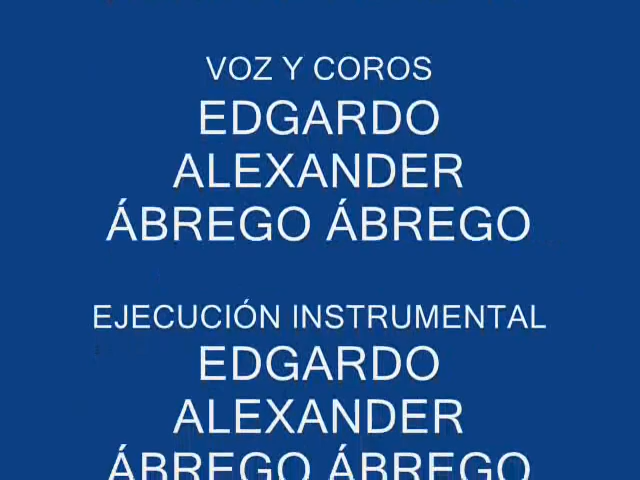 VOZ Y COROS
EDGARDO
ALEXANDER
ÁBREGO ÁBREGO
EJECUCIÓN INSTRUMENTAL
EDGARDO
ALEXANDER
ÁBREGO ÁBREGO